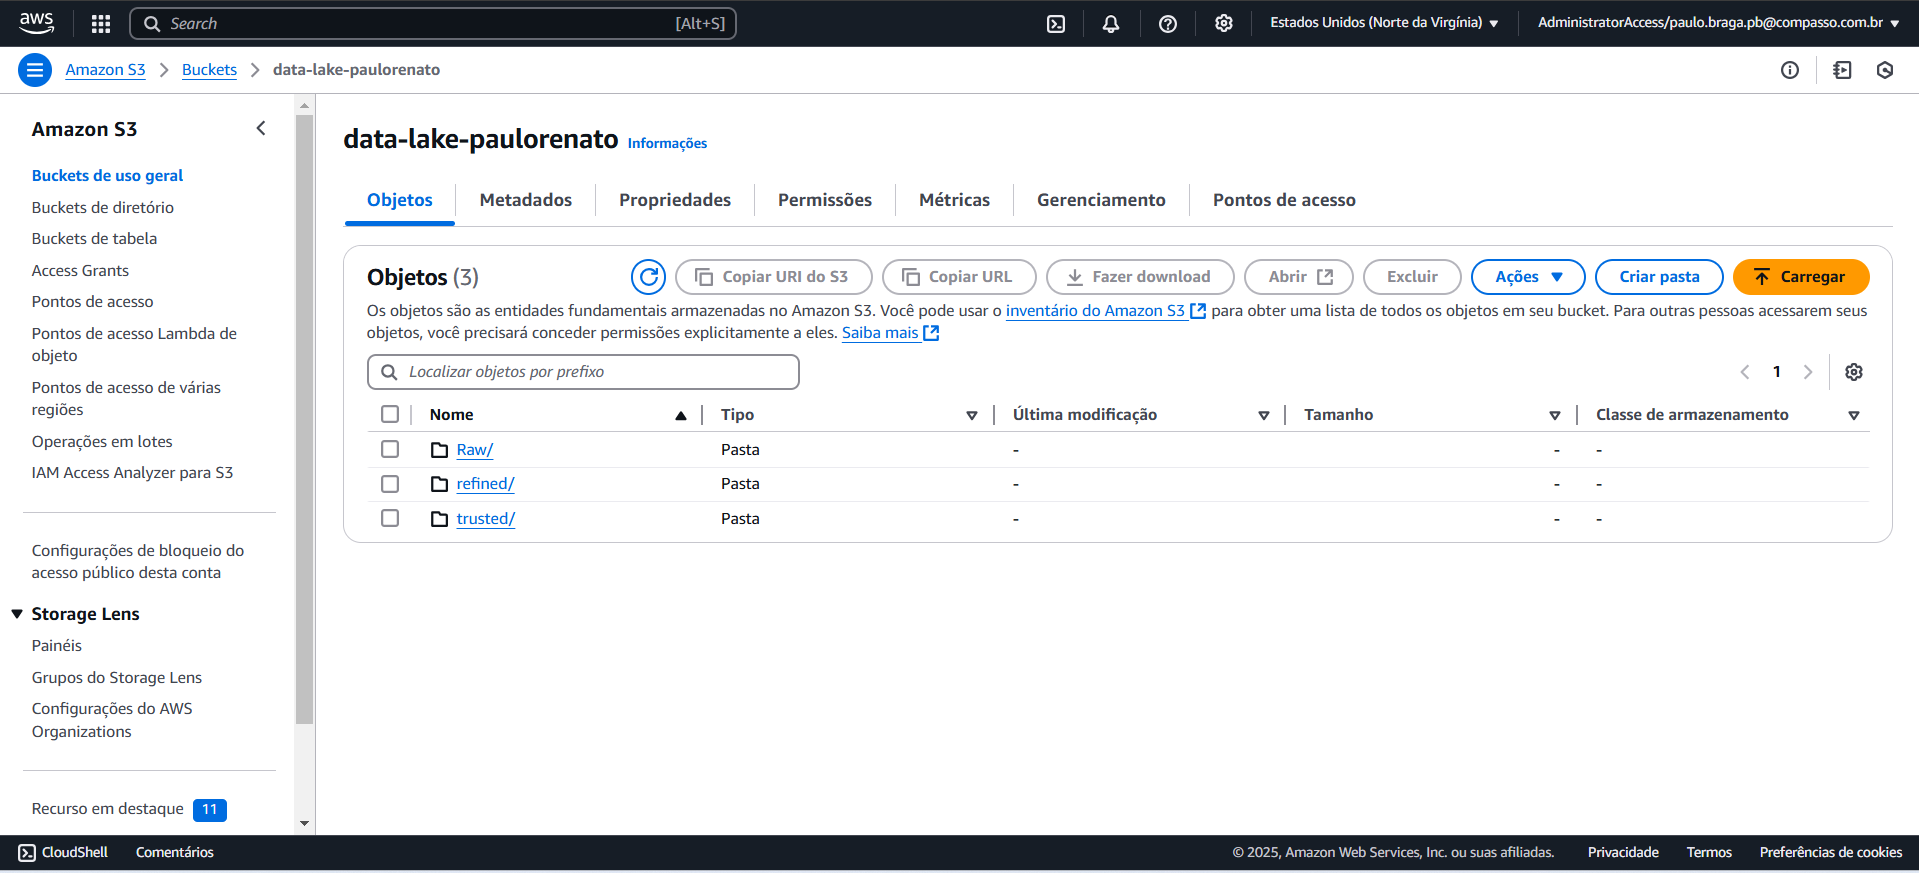 aws
Search [Alt+S]
Estados Unidos (Norte da Virgínia)
AdministratorAccess/paulo.braga.pb@compasso.com.br
Amazon S3 Buckets data-lake-paulorenato
Amazon S3
Buckets de uso geral
Buckets de diretório
Buckets de tabela
Access Grants
Pontos de acesso
Pontos de acesso Lambda de
objeto
Pontos de acesso de várias
regiões
Operações em lotes
IAM Access Analyzer para S3
Configurações de bloqueio do
acesso público desta conta
Storage Lens
Painéis
Grupos do Storage Lens
Configurações do AWS
Organizations
Recurso em destaque 11
data-lake-paulorenato Informações
Objetos Metadados Propriedades Permissões Métricas Gerenciamento Pontos de acesso
Objetos (3)
Copiar URI do S3 Copiar URL Fazer download Abrir Excluir Ações Criar pasta Carregar
Os objetos são as entidades fundamentais armazenadas no Amazon S3. Você pode usar o inventário do Amazon S3 para obter uma lista de todos os objetos em seu bucket. Para outras pessoas acessarem seus
objetos, você precisará conceder permissões explicitamente a eles. Saiba mais
Localizar objetos por prefixo
1
Nome Tipo Última modificação Tamanho Classe de armazenamento
Raw/ Pasta - - -
refined/ Pasta - - -
trusted/ Pasta - - -
CloudShell Comentários
© 2025, Amazon Web Services, Inc. ou suas afiliadas. Privacidade Termos Preferências de cookies